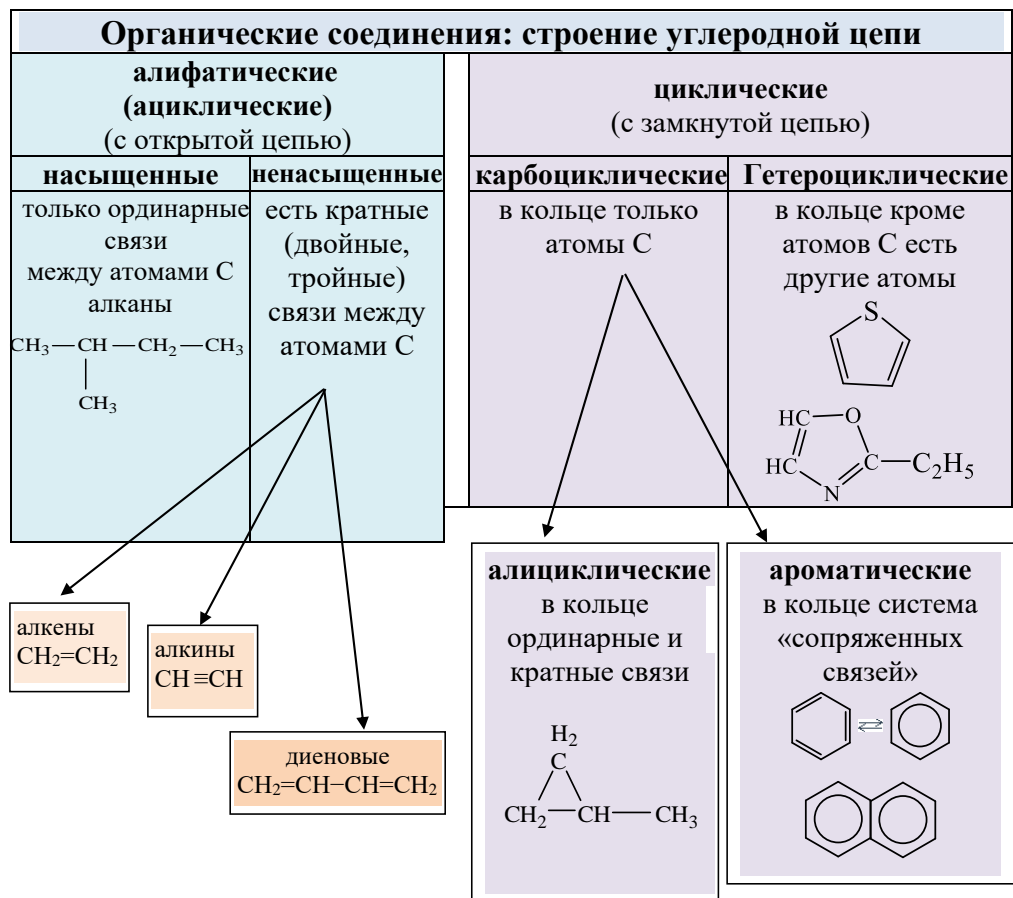 Органические соединения: строение углеродной цепи
алифатические
(ациклические)
(с открытой цепью)
циклические
(с замкнутой цепью)
насыщенные
ненасыщенные
карбоциклические
Гетероциклические
только ординарные
связи
между атомами С
алканы
CH₃—CH—CH₂—CH₃
CH₃
есть кратные
(двойные,
тройные)
связи между
атомами С
в кольце только
атомы С
в кольце кроме
атомов С есть
другие атомы
S
HC
O
HC
C—C₂H₅
N
алкены
CH₂=CH₂
алкины
CH≡CH
диеновые
CH₂=CH–CH=CH₂
алициклические
в кольце
ординарные и
кратные связи
H₂
C
CH₂—CH—CH₃
ароматические
в кольце система
«сопряженных
связей»